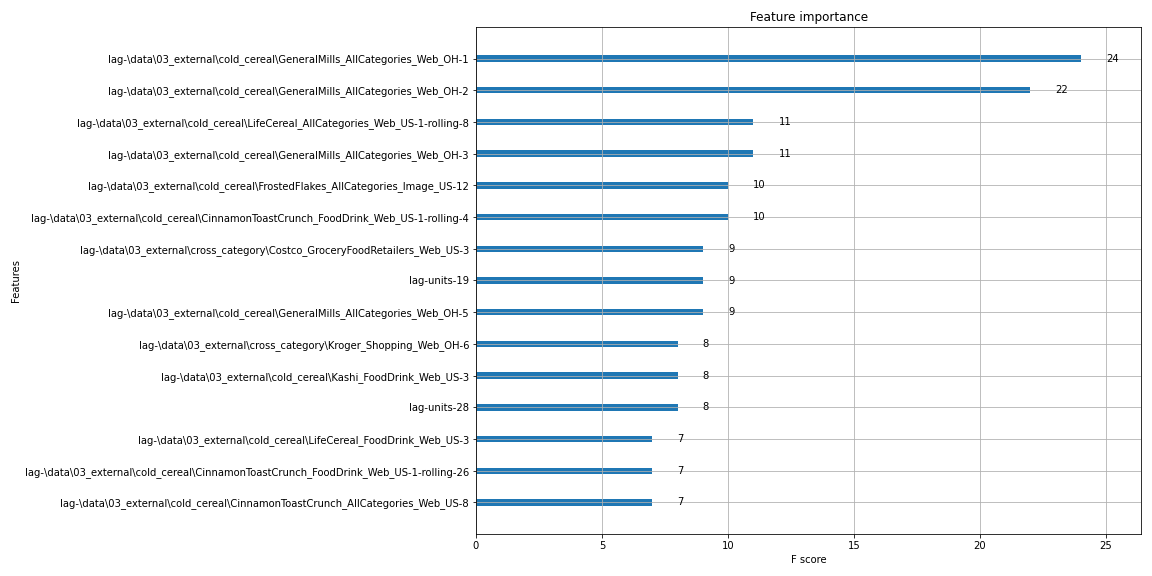 Feature importance
lag-\data\03_external\cold_cereal\GeneralMills_AllCategories_Web_OH-1
24
lag-\data\03_external\cold_cereal\GeneralMills_AllCategories_Web_OH-2
22
lag-\data\03_external\cold_cereal\LifeCereal_AllCategories_Web_US-1-rolling-8
11
lag-\data\03_external\cold_cereal\GeneralMills_AllCategories_Web_OH-3
11
lag-\data\03_external\cold_cereal\FrostedFlakes_AllCategories_Image_US-12
10
lag-\data\03_external\cold_cereal\CinnamonToastCrunch_FoodDrink_Web_US-1-rolling-4
10
lag-\data\03_external\cross_category\Costco_GroceryFoodRetailers_Web_US-3
9
lag-units-19
9
lag-\data\03_external\cold_cereal\GeneralMills_AllCategories_Web_OH-5
9
lag-\data\03_external\cross_category\Kroger_Shopping_Web_OH-6
8
lag-\data\03_external\cold_cereal\Kashi_FoodDrink_Web_US-3
8
lag-units-28
8
lag-\data\03_external\cold_cereal\LifeCereal_FoodDrink_Web_US-3
7
lag-\data\03_external\cold_cereal\CinnamonToastCrunch_FoodDrink_Web_US-1-rolling-26
7
lag-\data\03_external\cold_cereal\CinnamonToastCrunch_AllCategories_Web_US-8
7
Features
0 5 10 15 20 25
F score